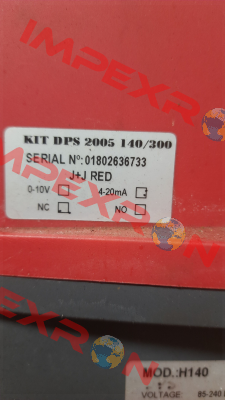 KIT DPS 2005 140/300
SERIAL Nº:01802636733
J+J RED
0-10V 4-20mA
NC NO
MOD.:H140
VOLTAGE: 85-240
IMPEXRON